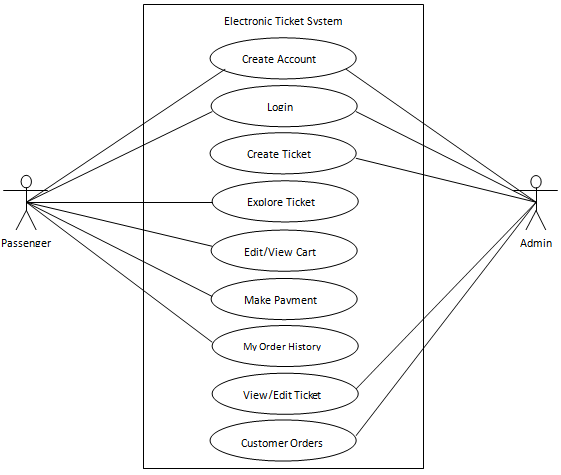 Electronic Ticket System
Create Account
Login
Create Ticket
Explore Ticket
Passenger
Admin
Edit/View Cart
Make Payment
My Order History
View/Edit Ticket
Customer Orders